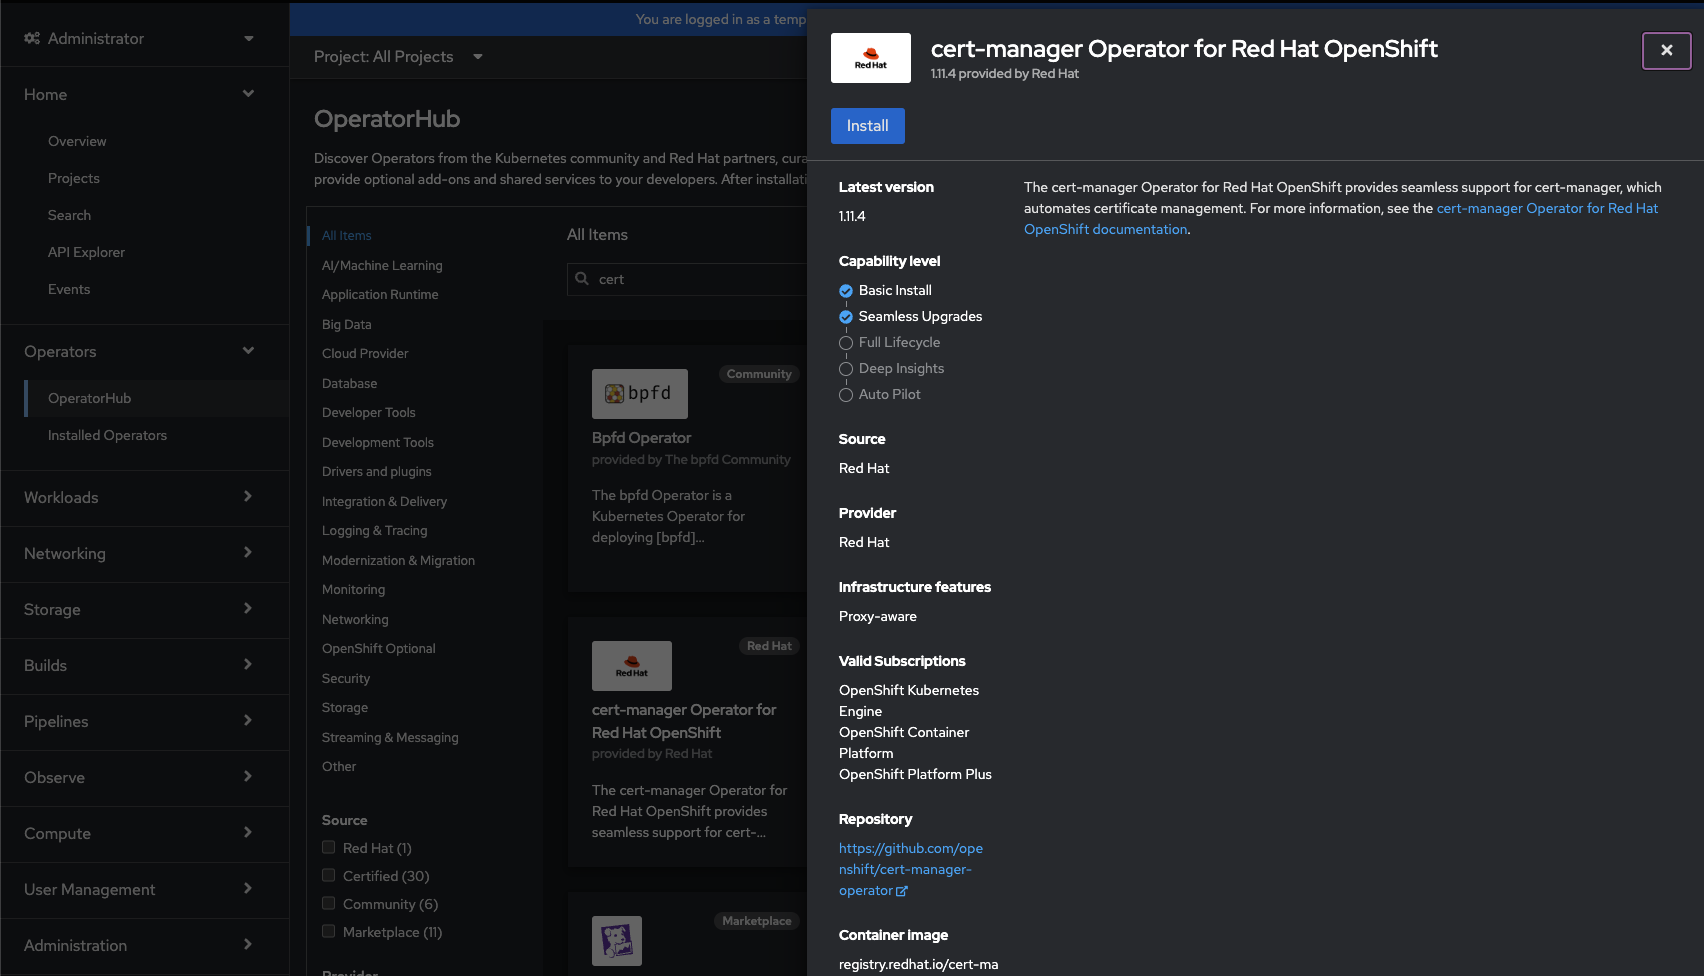 Administrator
Home
Overview
Projects
Search
API Explorer
Events
Operators
OperatorHub
Installed Operators
Workloads
Networking
Storage
Builds
Pipelines
Observe
Compute
User Management
Administration
You are logged in as a temp
Project: All Projects
OperatorHub
Discover Operators from the Kubernetes community and Red Hat partners, cura
provide optional add-ons and shared services to your developers. After installati
All Items
AI/Machine Learning
Application Runtime
Big Data
Cloud Provider
Database
Developer Tools
Development Tools
Drivers and plugins
Integration & Delivery
Logging & Tracing
Modernization & Migration
Monitoring
Networking
OpenShift Optional
Security
Storage
Streaming & Messaging
Other
Source
Red Hat (1)
Certified (30)
Community (6)
Marketplace (11)
Provider
All Items
cert
Community
bpfd
Bpfd Operator
provided by The bpfd Community
The bpfd Operator is a
Kubernetes Operator for
deploying [bpfd]...
Red Hat
Red Hat
cert-manager Operator for
Red Hat OpenShift
provided by Red Hat
The cert-manager Operator for
Red Hat OpenShift provides
seamless support for cert-...
Marketplace
Red Hat
cert-manager Operator for Red Hat OpenShift
1.11.4 provided by Red Hat
Install
Latest version
1.11.4
Capability level
Basic Install
Seamless Upgrades
Full Lifecycle
Deep Insights
Auto Pilot
Source
Red Hat
Provider
Red Hat
Infrastructure features
Proxy-aware
Valid Subscriptions
OpenShift Kubernetes
Engine
OpenShift Container
Platform
OpenShift Platform Plus
Repository
https://github.com/ope
nshift/cert-manager-
operator
Container image
registry.redhat.io/cert-ma
The cert-manager Operator for Red Hat OpenShift provides seamless support for cert-manager, which
automates certificate management. For more information, see the cert-manager Operator for Red Hat
OpenShift documentation.